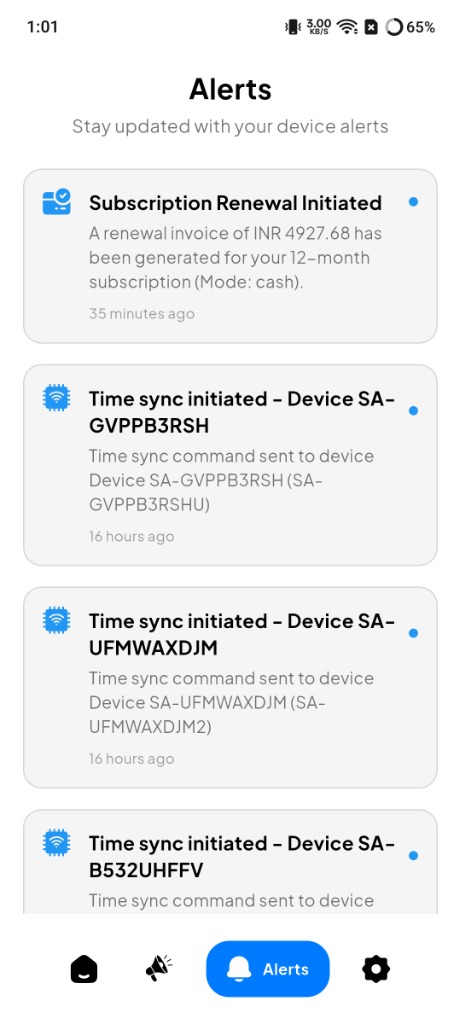 1:01
3.00
KB/S
65%
Alerts
Stay updated with your device alerts
Subscription Renewal Initiated
A renewal invoice of INR 4927.68 has
been generated for your 12-month
subscription (Mode: cash).
35 minutes ago
Time sync initiated - Device SA-
GVPPB3RSH
Time sync command sent to device
Device SA-GVPPB3RSH (SA-
GVPPB3RSHU)
16 hours ago
Time sync initiated - Device SA-
UFMWAXDJM
Time sync command sent to device
Device SA-UFMWAXDJM (SA-
UFMWAXDJM2)
16 hours ago
Time sync initiated - Device SA-
B532UHFFV
Time sync command sent to device
Alerts